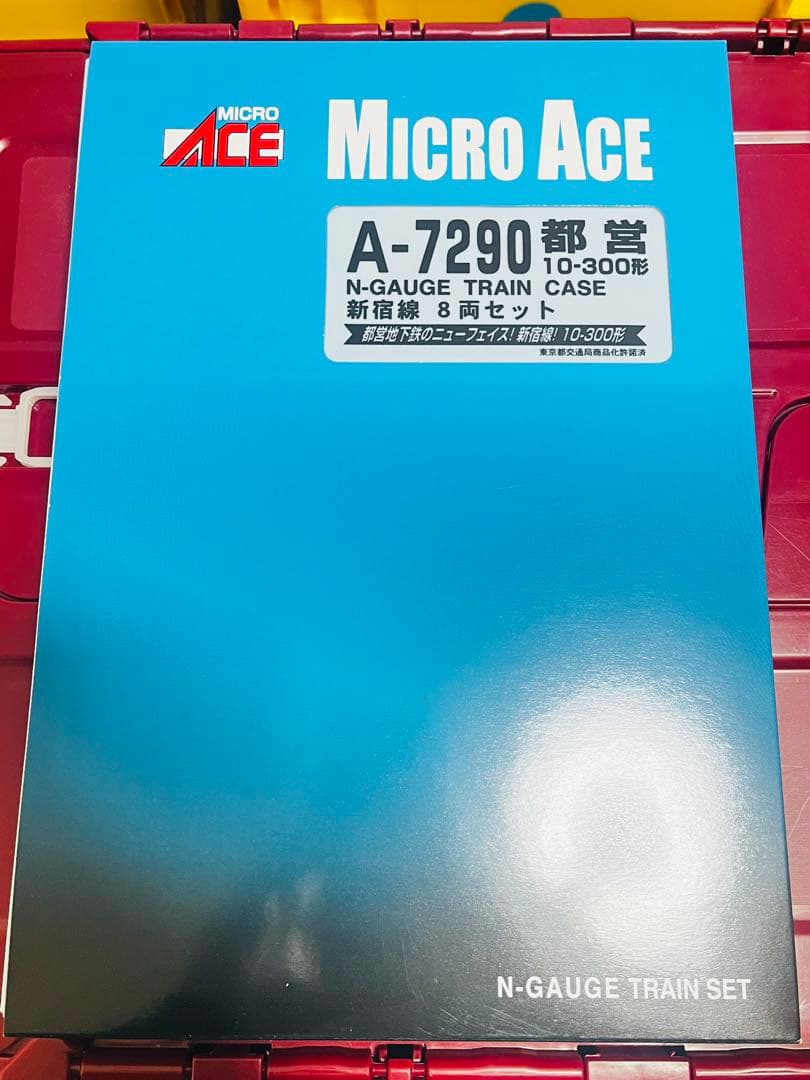 MICRO
ACE
MICRO ACE
A-7290 都営
10-300形
N-GAUGE TRAIN CASE
新宿線 8両セット
都営地下鉄のニューフェイス!新宿線!10-300形
東京都交通局商品化許諾済
N-GAUGE TRAIN SET